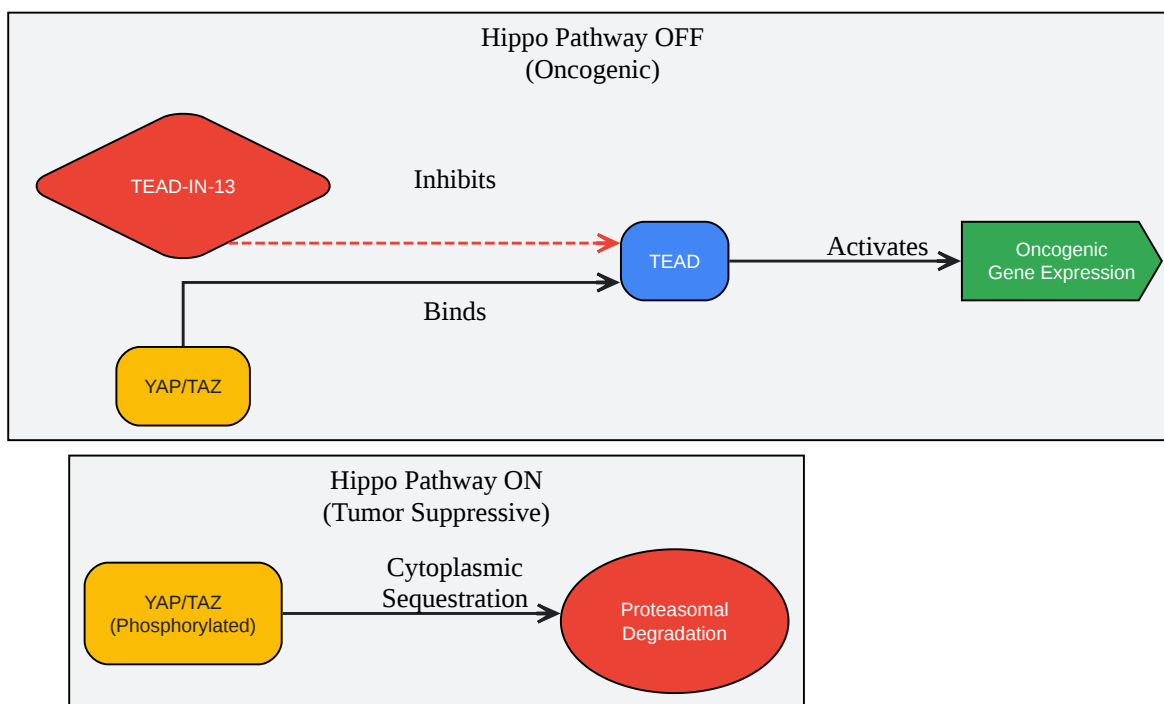 Hippo Pathway OFF
(Oncogenic)
TEAD-IN-13
Inhibits
TEAD
Activates
Oncogenic
Gene Expression
Binds
YAP/TAZ
Hippo Pathway ON
(Tumor Suppressive)
YAP/TAZ
(Phosphorylated)
Cytoplasmic
Sequestration
Proteasomal
Degradation